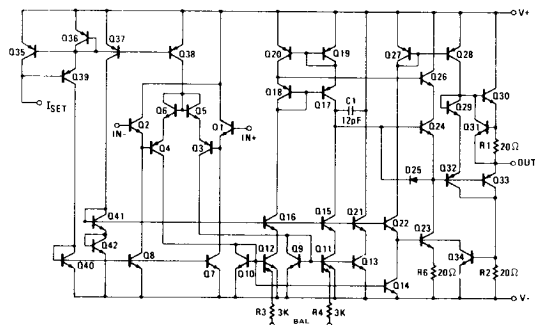 Q35
Q36
Q37
Q38
Q39
I SET
Q20
Q19
Q18
Q17
Q27
Q28
Q26
Q30
Q29
Q31
Q24
V+
R1 20Ω
OUT
C1
12pF
Q6
Q5
Q2
Q4
Q3
Q1
IN-
IN+
D25
Q32
Q33
Q41
Q42
Q40
Q8
Q7
Q10
Q16
Q15
Q21
Q22
Q23
Q12
Q9
Q11
Q13
Q14
Q34
R6 20Ω
R2 20Ω
V-
R3 3K
R4 3K
BAL